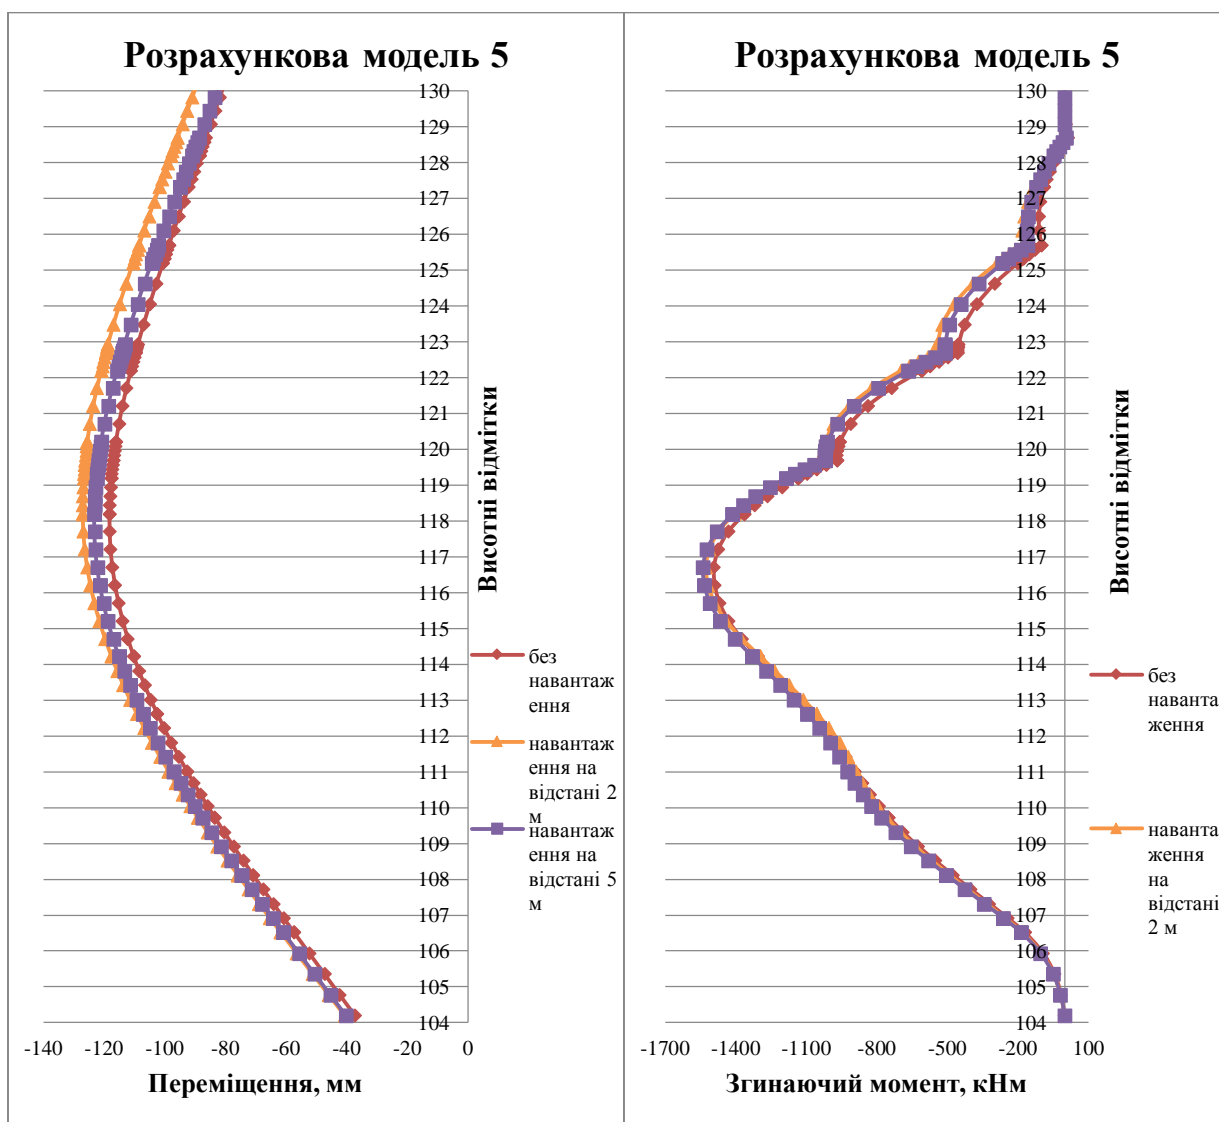 Розрахункова модель 5
130
129
128
127
126
125
124
123
122
121
120
119
118
117
116
115
114
113
112
111
110
109
108
107
106
105
104
-140 -120 -100 -80 -60 -40 -20 0
Переміщення, мм
Висотні відмітки
без
навантаж
ення
навантаж
ення на
відстані 2
м
навантаж
ення на
відстані 5
м
Розрахункова модель 5
130
129
128
127
126
125
124
123
122
121
120
119
118
117
116
115
114
113
112
111
110
109
108
107
106
105
104
-1700 -1400 -1100 -800 -500 -200 100
Згинаючий момент, кНм
Висотні відмітки
без
навантa
ження
навантa
ження
на
відстані
2 м